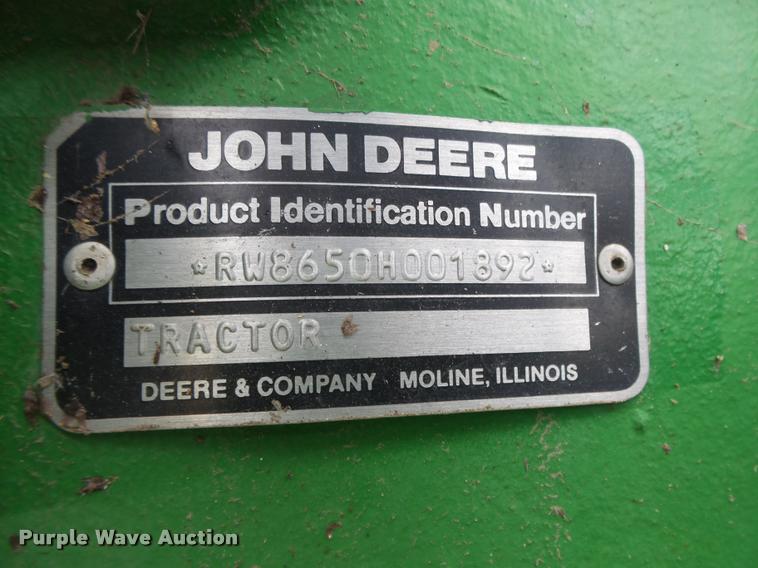 JOHN DEERE
Product Identification Number
*RW8650H001892*
TRACTOR
DEERE & COMPANY MOLINE, ILLINOIS
Purple Wave Auction